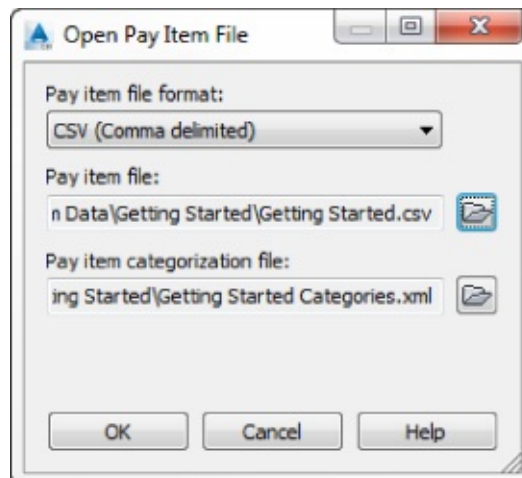 Open Pay Item File
Pay item file format:
CSV (Comma delimited)
Pay item file:
n Data\Getting Started\Getting Started.csv
Pay item categorization file:
ing Started\Getting Started Categories.xml
OK Cancel Help